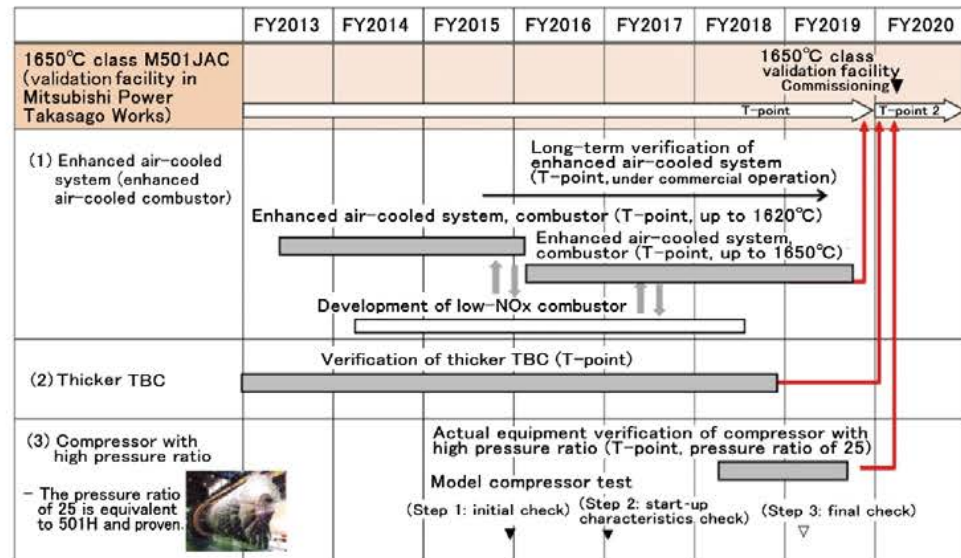 FY2013 FY2014 FY2015 FY2016 FY2017 FY2018 FY2019 FY2020
1650℃ class M501JAC
(validation facility in
Mitsubishi Power
Takasago Works)
1650℃ class
validation facility
Commissioning▼
T-point
T-point 2
(1) Enhanced air-cooled
system (enhanced
air-cooled combustor)
Long-term verification of
enhanced air-cooled system
(T-point, under commercial operation)
Enhanced air-cooled system, combustor (T-point, up to 1620℃)
Enhanced air-cooled system,
combustor (T-point, up to 1650℃)
Development of low-NOx combustor
(2) Thicker TBC
Verification of thicker TBC (T-point)
(3) Compressor with
high pressure ratio
- The pressure ratio
of 25 is equivalent
to 501H and proven.
Actual equipment verification of compressor with
high pressure ratio (T-point, pressure ratio of 25)
Model compressor test
(Step 1: initial check)
(Step 2: start-up
characteristics check)
(Step 3: final check)